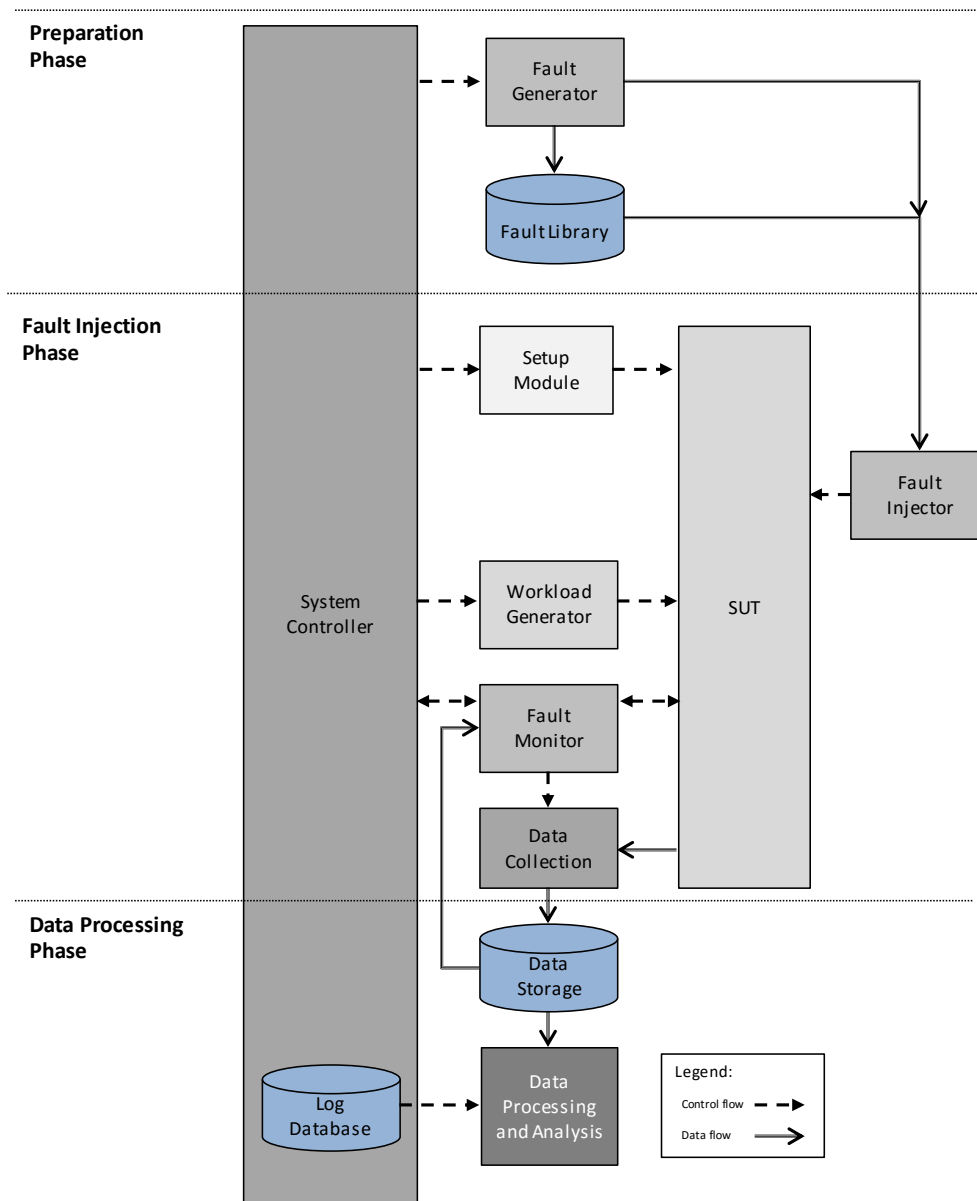 Preparation
Phase
Fault
Generator
Fault Library
Fault Injection
Phase
Setup
Module
Fault
Injector
System
Controller
Workload
Generator
SUT
Fault
Monitor
Data
Collection
Data Processing
Phase
Data
Storage
Log
Database
Data
Processing
and Analysis
Legend:
Control flow
Data flow